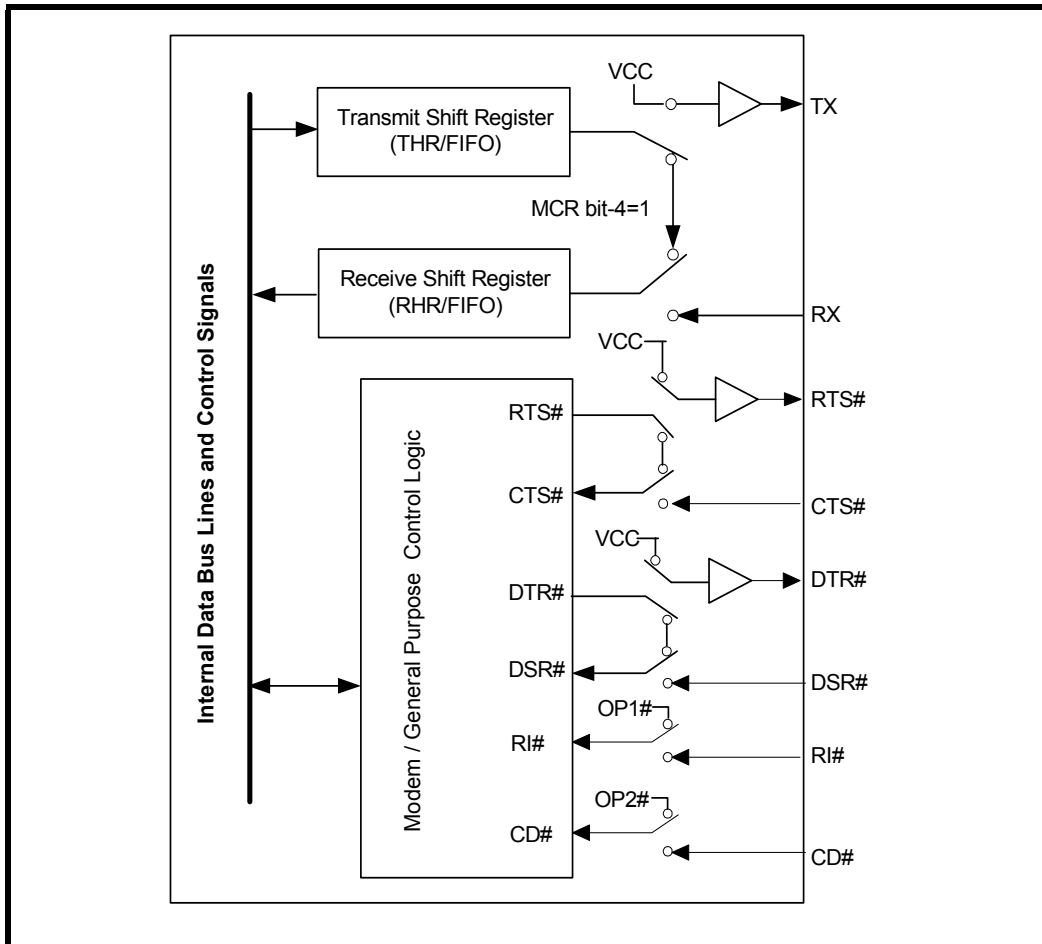 VCC
TX
Transmit Shift Register
(THR/FIFO)
MCR bit-4=1
Receive Shift Register
(RHR/FIFO)
RX
VCC
RTS#
RTS#
CTS#
CTS#
VCC
DTR#
DTR#
DSR#
DSR#
OP1#
RI#
RI#
OP2#
CD#
CD#
Internal Data Bus Lines and Control Signals
Modem / General Purpose Control Logic